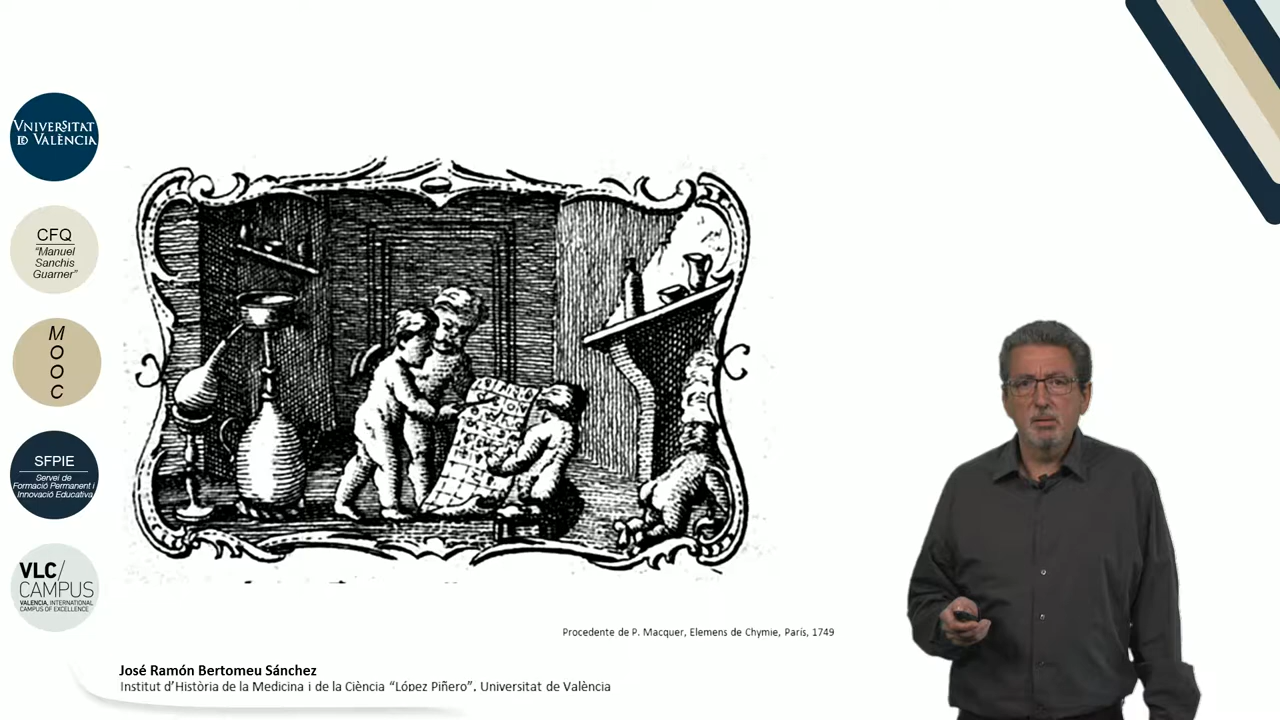 VNIVERSITAT
ID VALÈNCIA
CFQ
“Manuel
Sanchis
Guarner”
M
O
O
C
SFPIE
Servei de
Formació Permanent i
Innovació Educativa
VLC/
CAMPUS
VALENCIA, INTERNATIONAL
CAMPUS OF EXCELLENCE
Procedente de P. Macquer, Elemens de Chymie, París, 1749
José Ramón Bertomeu Sánchez
Institut d’Història de la Medicina i de la Ciència “López Piñero”. Universitat de València